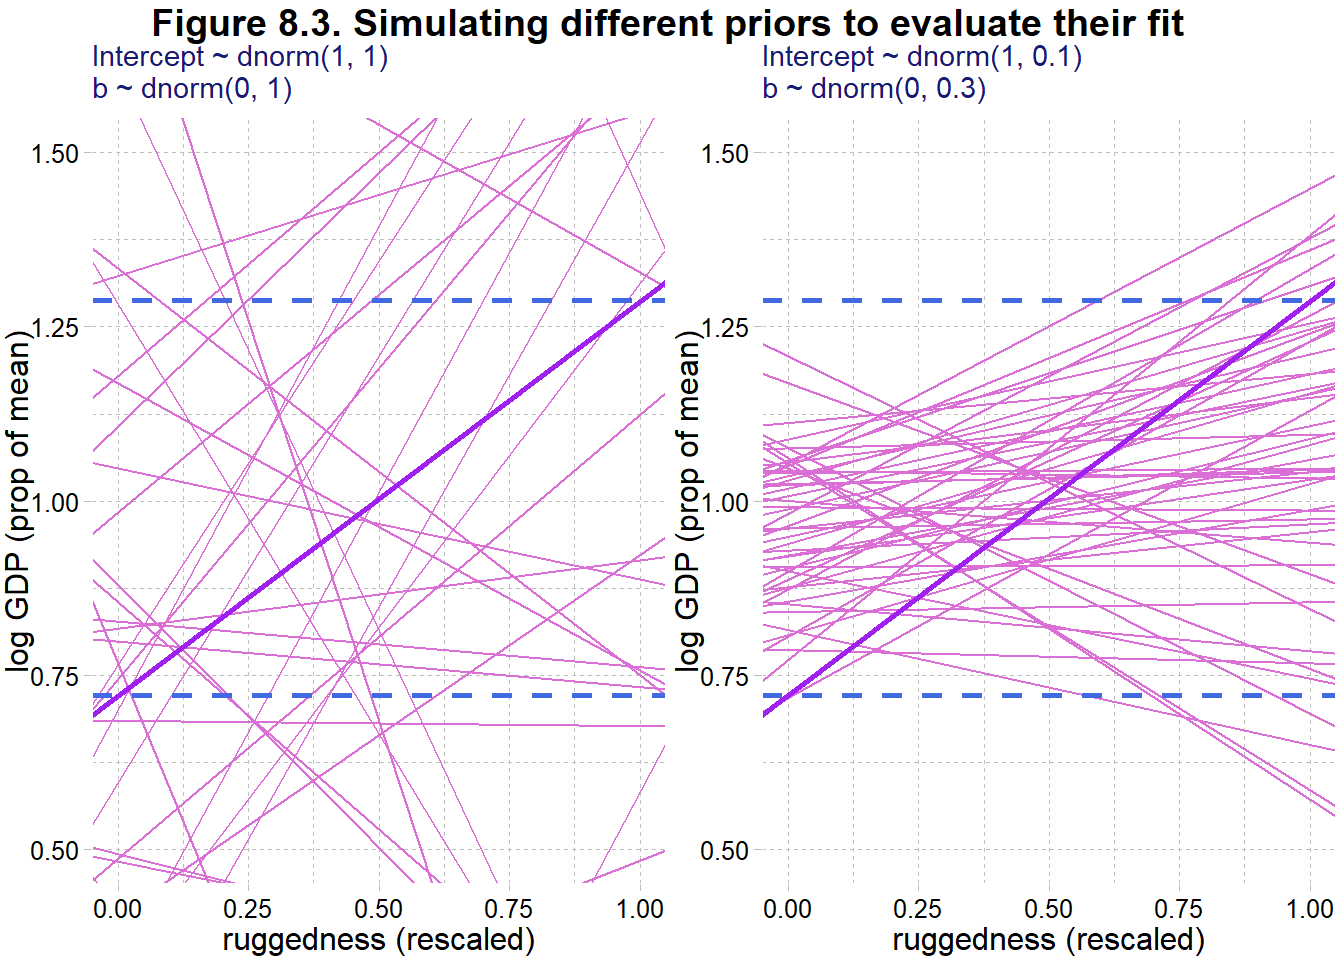 Figure 8.3. Simulating different priors to evaluate their fit
Intercept ~ dnorm(1, 1)
b ~ dnorm(0, 1)
log GDP (prop of mean)
1.50
1.25
1.00
0.75
0.50
0.00 0.25 0.50 0.75 1.00
ruggedness (rescaled)
Intercept ~ dnorm(1, 0.1)
b ~ dnorm(0, 0.3)
log GDP (prop of mean)
1.50
1.25
1.00
0.75
0.50
0.00 0.25 0.50 0.75 1.00
ruggedness (rescaled)